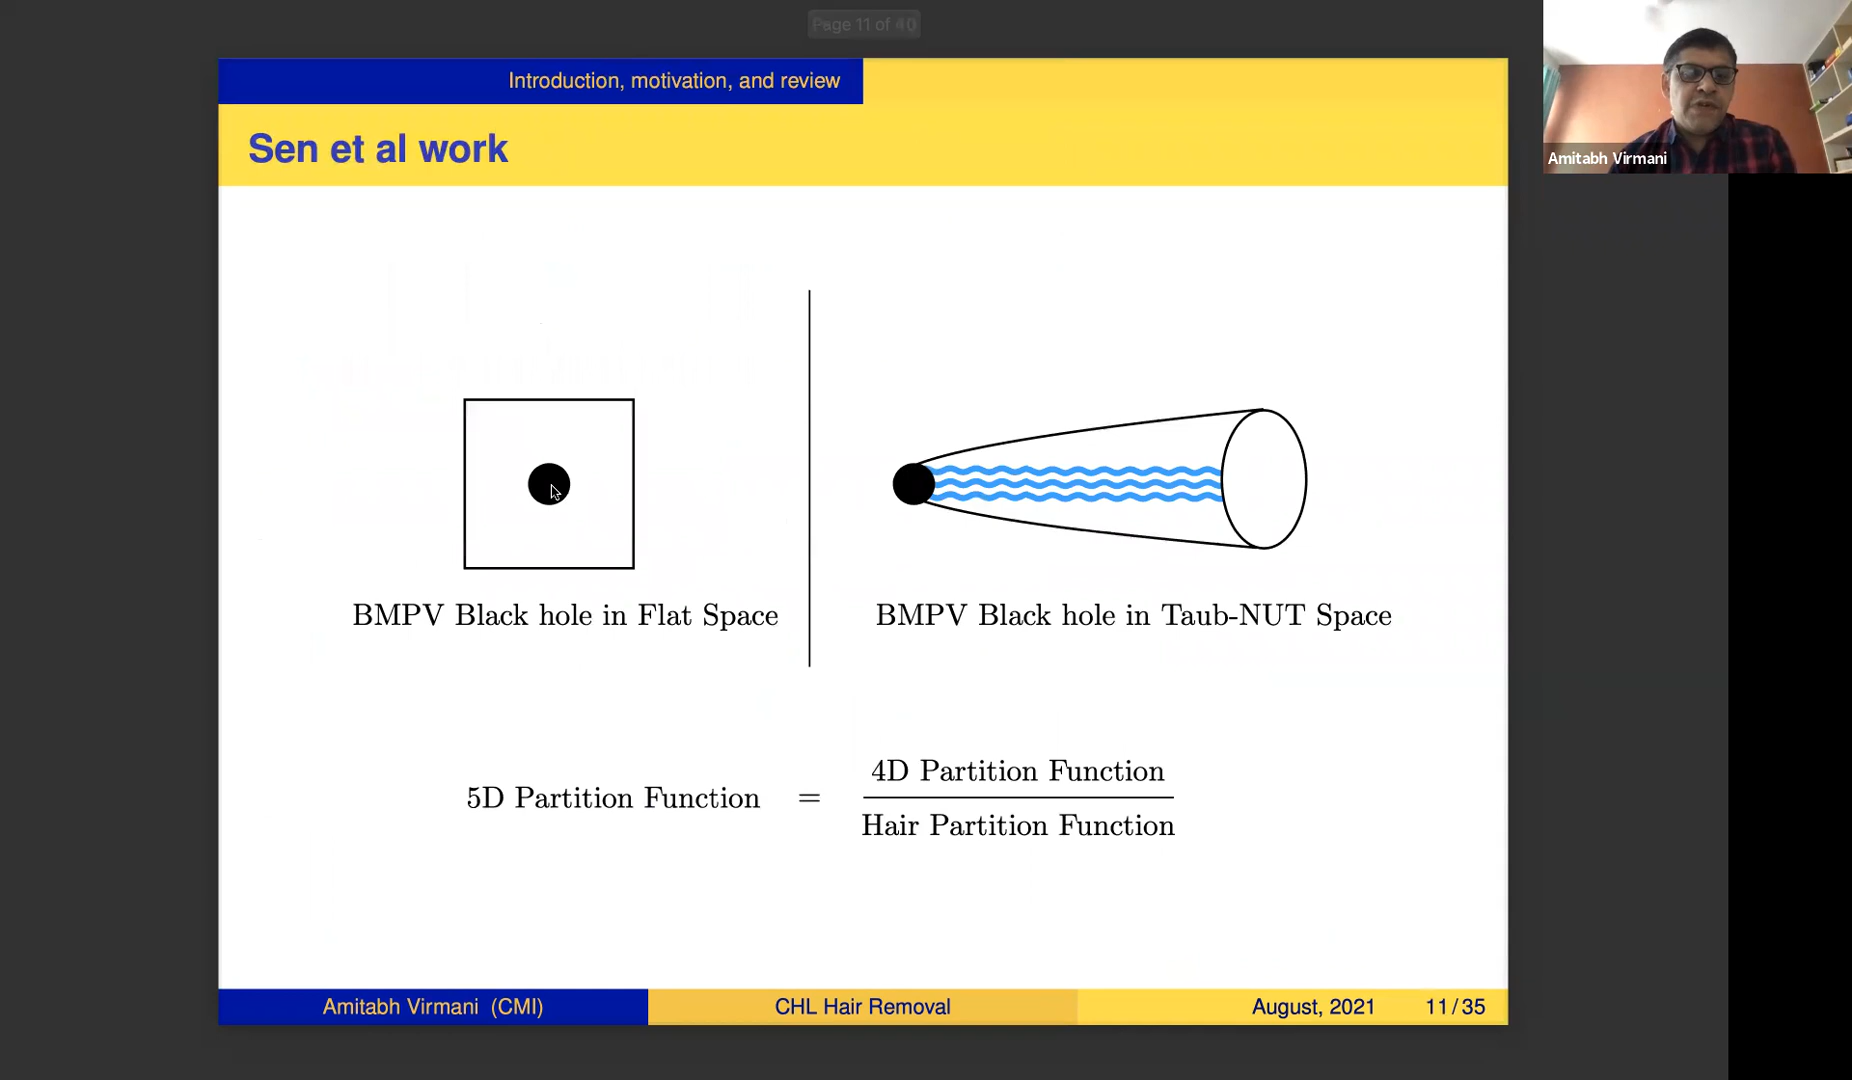 Page 11 of 40
Introduction, motivation, and review
Sen et al work
Amitabh Virmani
BMPV Black hole in Flat Space
BMPV Black hole in Taub-NUT Space
5D Partition Function = 4D Partition Function
Hair Partition Function
Amitabh Virmani (CMI)
CHL Hair Removal
August, 2021
11/35